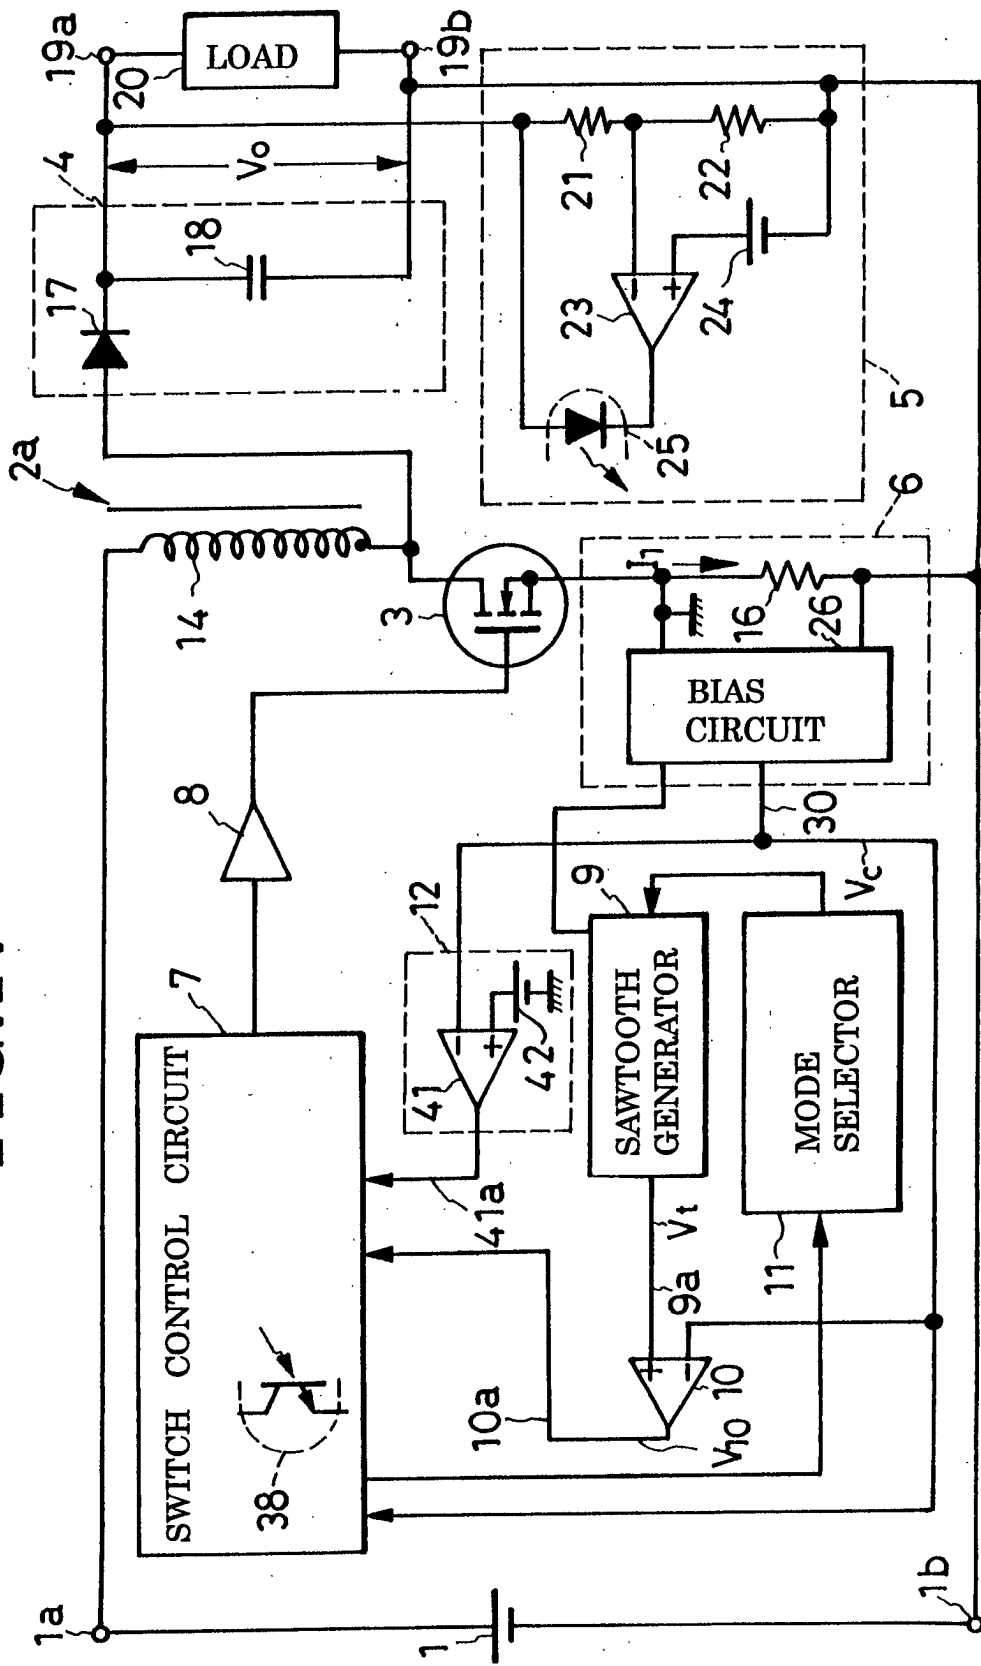 1a
1
1b
SWITCH CONTROL CIRCUIT
38
7
8
10a
V10
10
+
−
41a
9a
Vt
12
41
−
+
42
SAWTOOTH
GENERATOR
9
MODE
SELECTOR
11
Vc
30
BIAS
CIRCUIT
26
16
I1
6
3
14
2a
17
18
4
Vo
19a
20
LOAD
19b
21
22
23
−
+
24
25
5